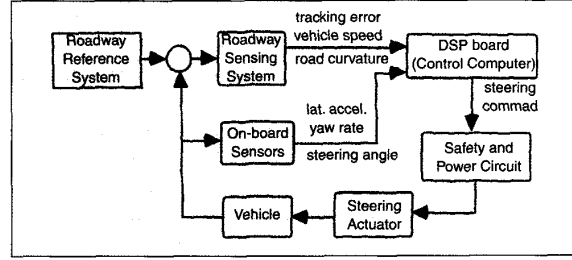 Roadway
Reference
System
Roadway
Sensing
System
tracking error
vehicle speed
road curvature
DSP board
(Control Computer)
steering
commad
lat. accel.
yaw rate
steering angle
On-board
Sensors
Safety and
Power Circuit
Vehicle
Steering
Actuator